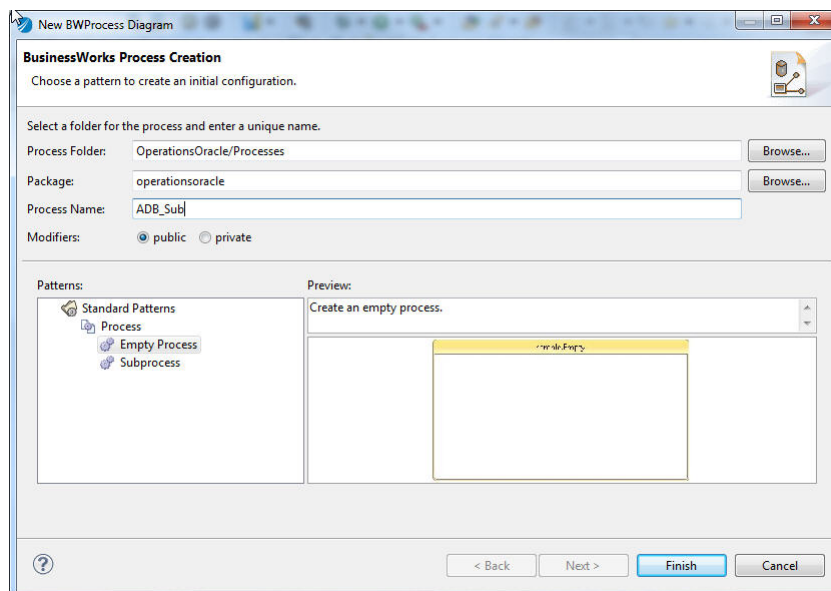 New BWProcess Diagram
BusinessWorks Process Creation
Choose a pattern to create an initial configuration.
Select a folder for the process and enter a unique name.
Process Folder: OperationsOracle/Processes Browse...
Package: operationsoracle Browse...
Process Name: ADB_Sub
Modifiers: public private
Patterns: Preview:
Standard Patterns Create an empty process.
Process
Empty Process
Subprocess
< Back Next > Finish Cancel